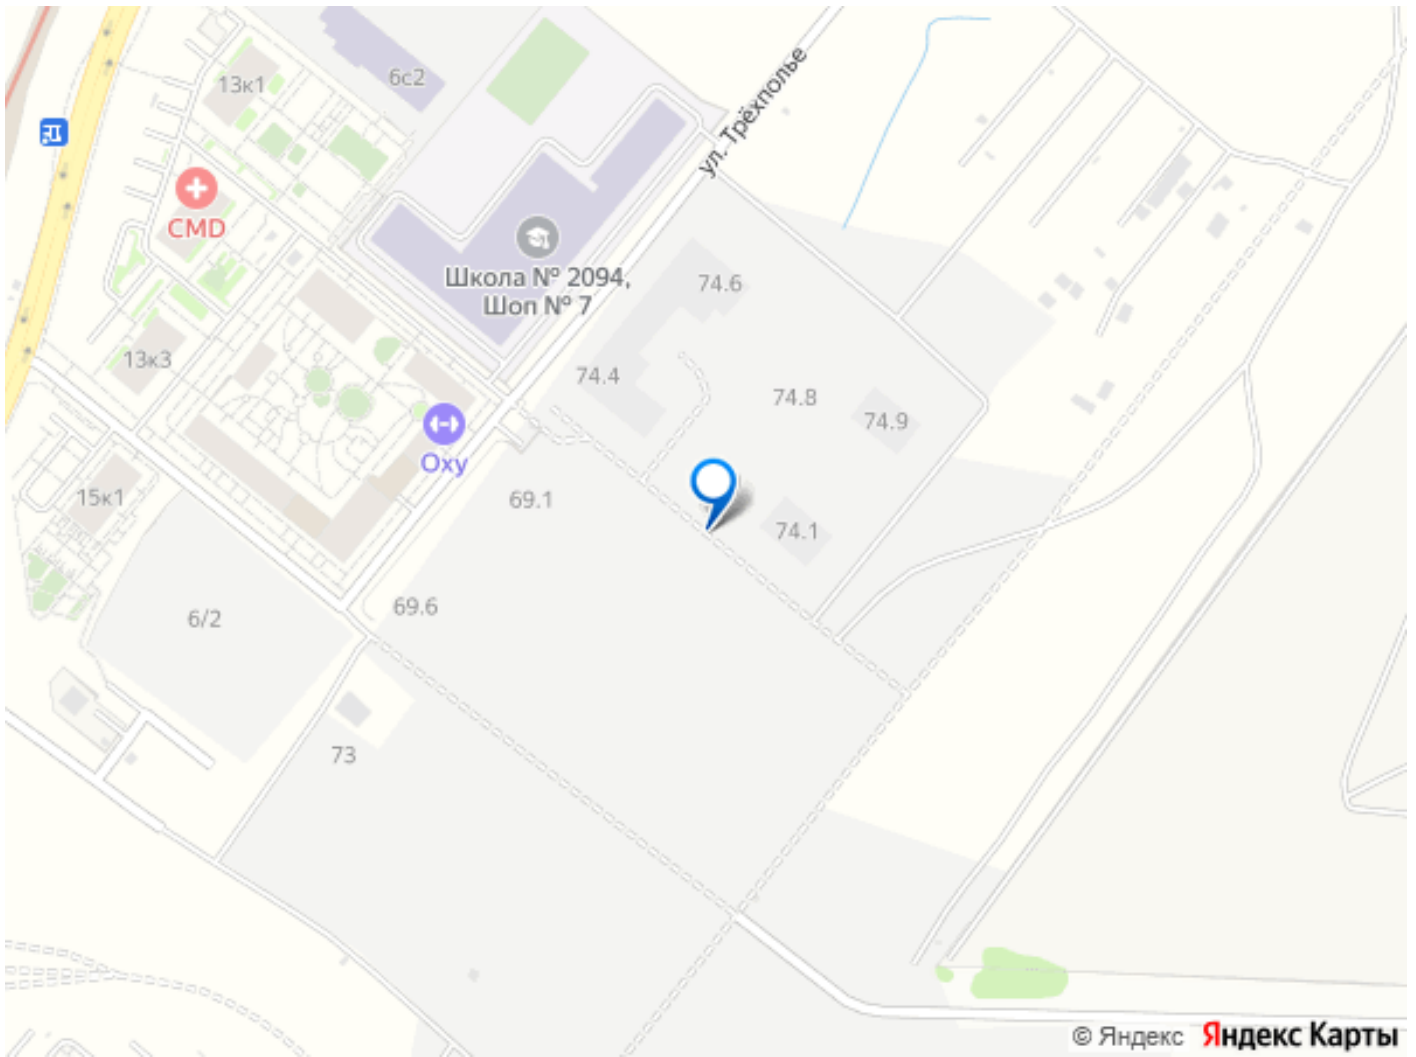 6с2
13к1
ул. Трёхполье
CMD
Школа № 2094,
Шоп № 7
74.6
13к3
74.4
74.8
74.9
Oxy
15к1
69.1
74.1
69.6
6/2
73
© Яндекс Яндекс Карты